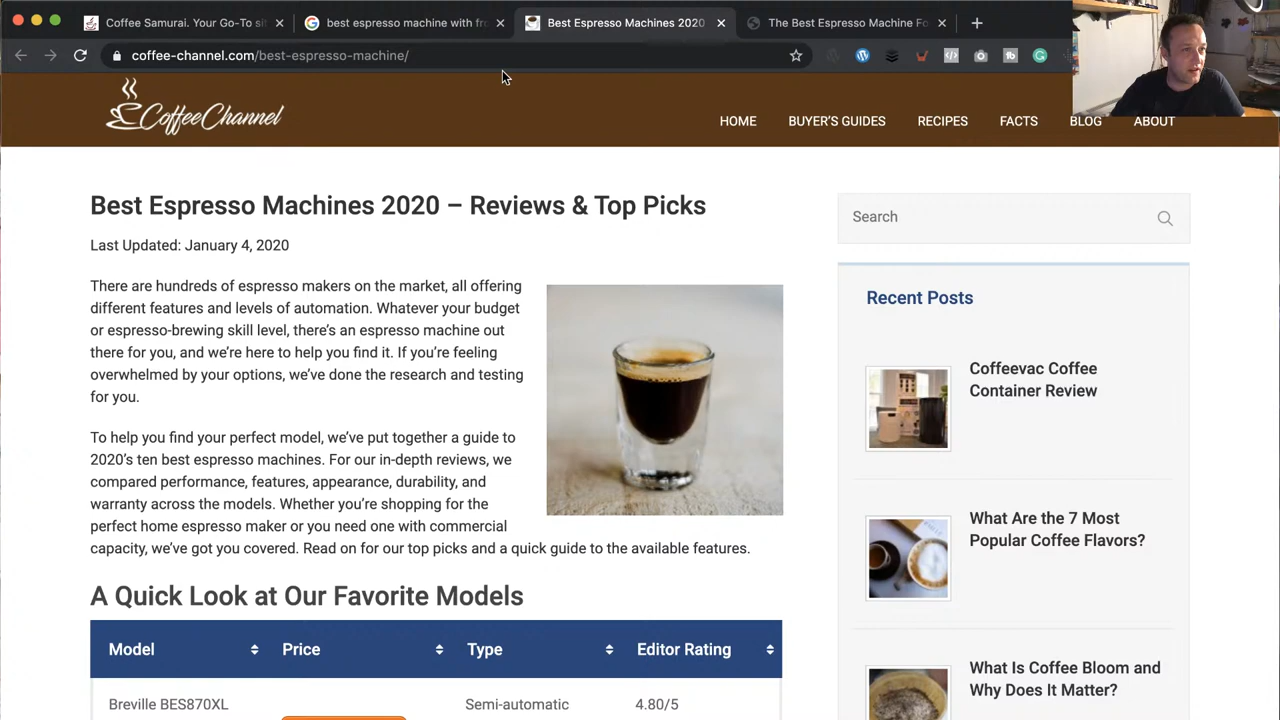 Coffee Samurai. Your Go-To si
best espresso machine with fro
Best Espresso Machines 2020
The Best Espresso Machine Fo
coffee-channel.com/best-espresso-machine/
CoffeeChannel
HOME
BUYER'S GUIDES
RECIPES
FACTS
BLOG
ABOUT
Best Espresso Machines 2020 – Reviews & Top Picks
Last Updated: January 4, 2020
There are hundreds of espresso makers on the market, all offering
different features and levels of automation. Whatever your budget
or espresso-brewing skill level, there's an espresso machine out
there for you, and we're here to help you find it. If you're feeling
overwhelmed by your options, we've done the research and testing
for you.
To help you find your perfect model, we've put together a guide to
2020's ten best espresso machines. For our in-depth reviews, we
compared performance, features, appearance, durability, and
warranty across the models. Whether you're shopping for the
perfect home espresso maker or you need one with commercial
capacity, we've got you covered. Read on for our top picks and a quick guide to the available features.
A Quick Look at Our Favorite Models
Model
Price
Type
Editor Rating
Breville BES870XL
Semi-automatic
4.80/5
Search
Recent Posts
Coffeevac Coffee
Container Review
What Are the 7 Most
Popular Coffee Flavors?
What Is Coffee Bloom and
Why Does It Matter?